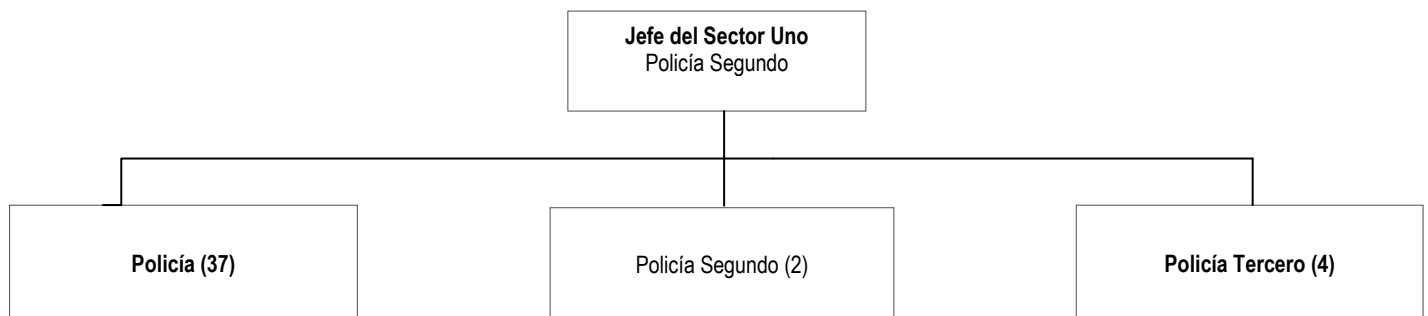 Jefe del Sector Uno
Policía Segundo
Policía (37)
Policía Segundo (2)
Policía Tercero (4)